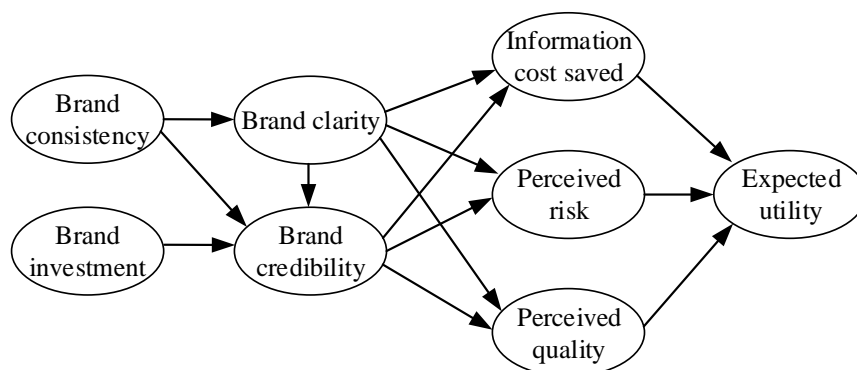 Information
cost saved
Brand
consistency
Brand clarity
Perceived
risk
Expected
utility
Brand
investment
Brand
credibility
Perceived
quality